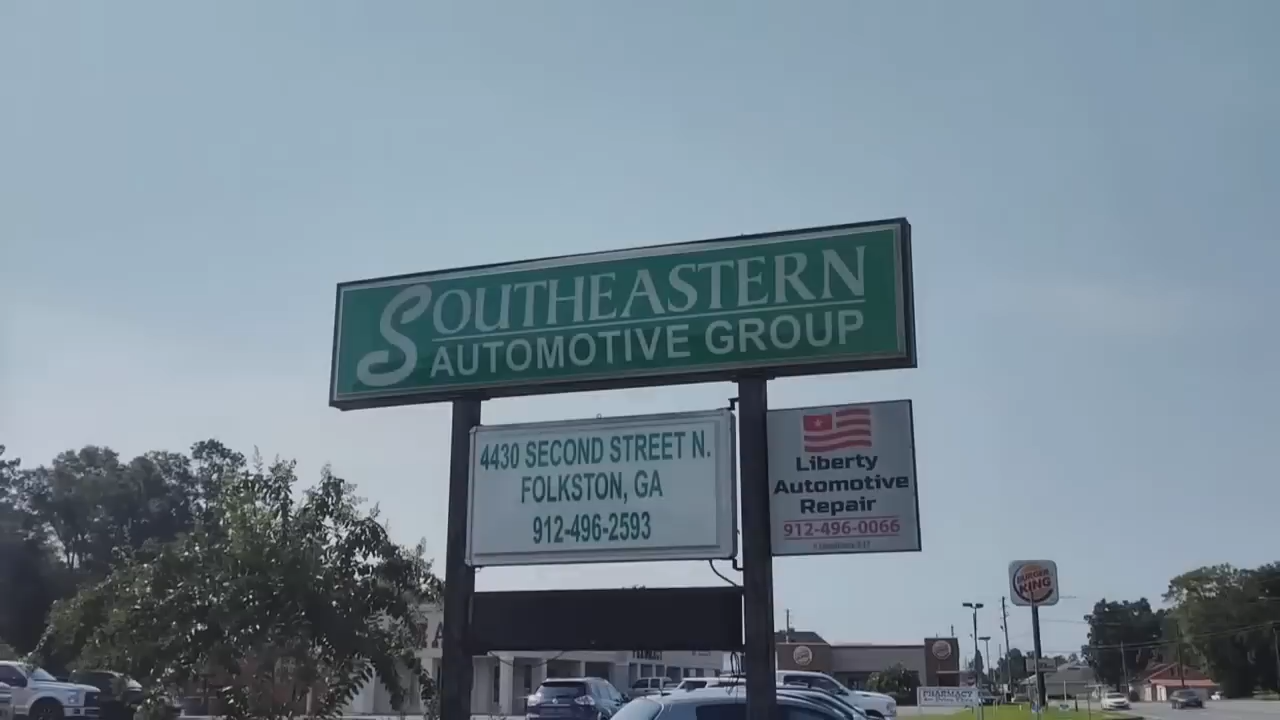 SOUTHEASTERN
AUTOMOTIVE GROUP
4430 SECOND STREET N.
FOLKSTON, GA
912-496-2593
Liberty
Automotive
Repair
912-496-0066
BURGER
KING
PHARMACY